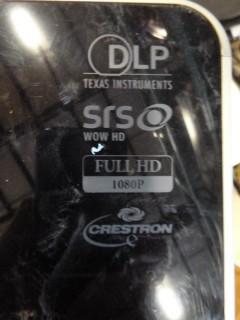 DLP
TEXAS INSTRUMENTS
SRS
WOW HD
FULL HD
1080P
CRESTRON
e